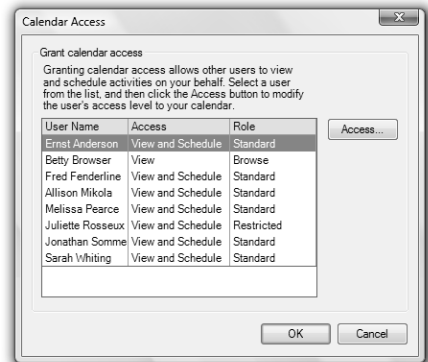 Calendar Access
Grant calendar access
Granting calendar access allows other users to view
and schedule activities on your behalf. Select a user
from the list, and then click the Access button to modify
the user's access level to your calendar.
User Name Access Role
Access...
Ernst Anderson View and Schedule Standard
Betty Browser View Browse
Fred Fenderline View and Schedule Standard
Allison Mikola View and Schedule Standard
Melissa Pearce View and Schedule Standard
Juliette Rosseux View and Schedule Restricted
Jonathan Somme View and Schedule Standard
Sarah Whiting View and Schedule Standard
OK Cancel